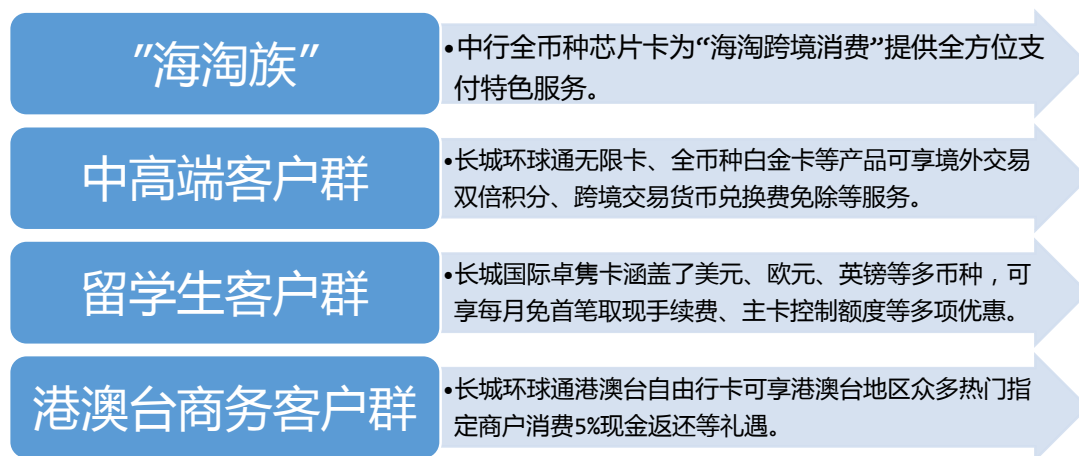 "海淘族"
•中行全币种芯片卡为“海淘跨境消费”提供全方位支
付特色服务。
中高端客户群
•长城环球通无限卡、全币种白金卡等产品可享境外交易
双倍积分、跨境交易货币兑换费免除等服务。
留学生客户群
•长城国际卓隽卡涵盖了美元、欧元、英镑等多币种，可
享每月免首笔取现手续费、主卡控制额度等多项优惠。
港澳台商务客户群
•长城环球通港澳台自由行卡可享港澳台地区众多热门指
定商户消费5%现金返还等礼遇。